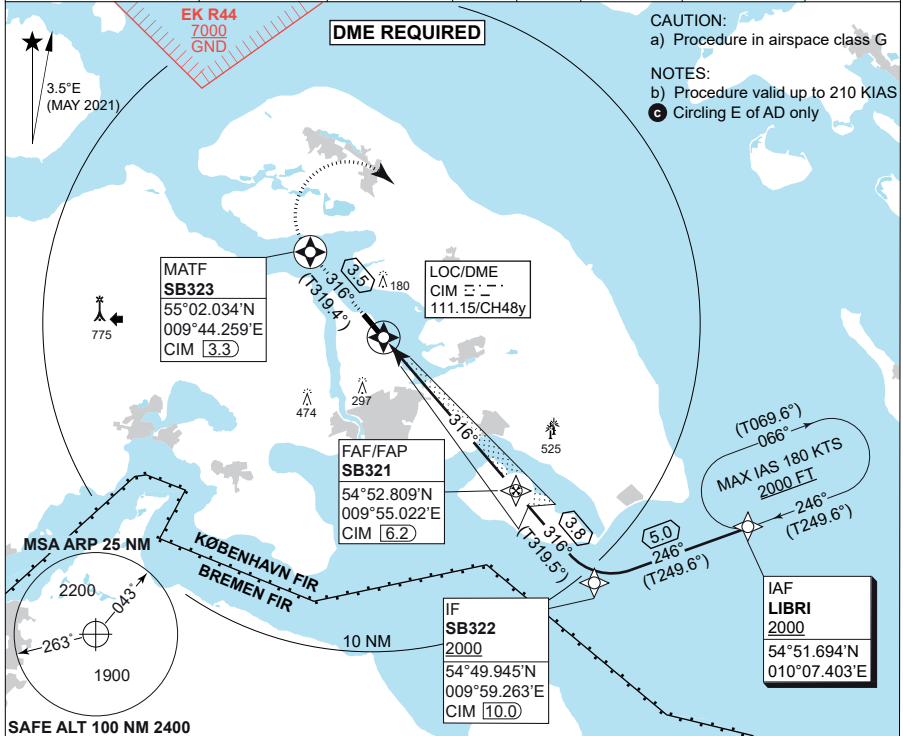 EK R44
7000
GND
DME REQUIRED
CAUTION:
a) Procedure in airspace class G
NOTES:
b) Procedure valid up to 210 KIAS
c Circling E of AD only
3.5°E
(MAY 2021)
MATF
SB323
55°02.034'N
009°44.259'E
CIM 3.3
3.5
316°
(T319.4°)
180
LOC/DME
CIM
111.15/CH48y
775
474
297
316°
525
FAF/FAP
SB321
54°52.809'N
009°55.022'E
CIM 6.2
(T069.6°)
066°
MAX IAS 180 KTS
2000 FT
246°
(T249.6°)
3.8
316°
(T319.5°)
5.0
246°
(T249.6°)
KØBENHAVN FIR
BREMEN FIR
MSA ARP 25 NM
2200
043°
263°
1900
10 NM
IF
SB322
2000
54°49.945'N
009°59.263'E
CIM 10.0
IAF
LIBRI
2000
54°51.694'N
010°07.403'E
SAFE ALT 100 NM 2400